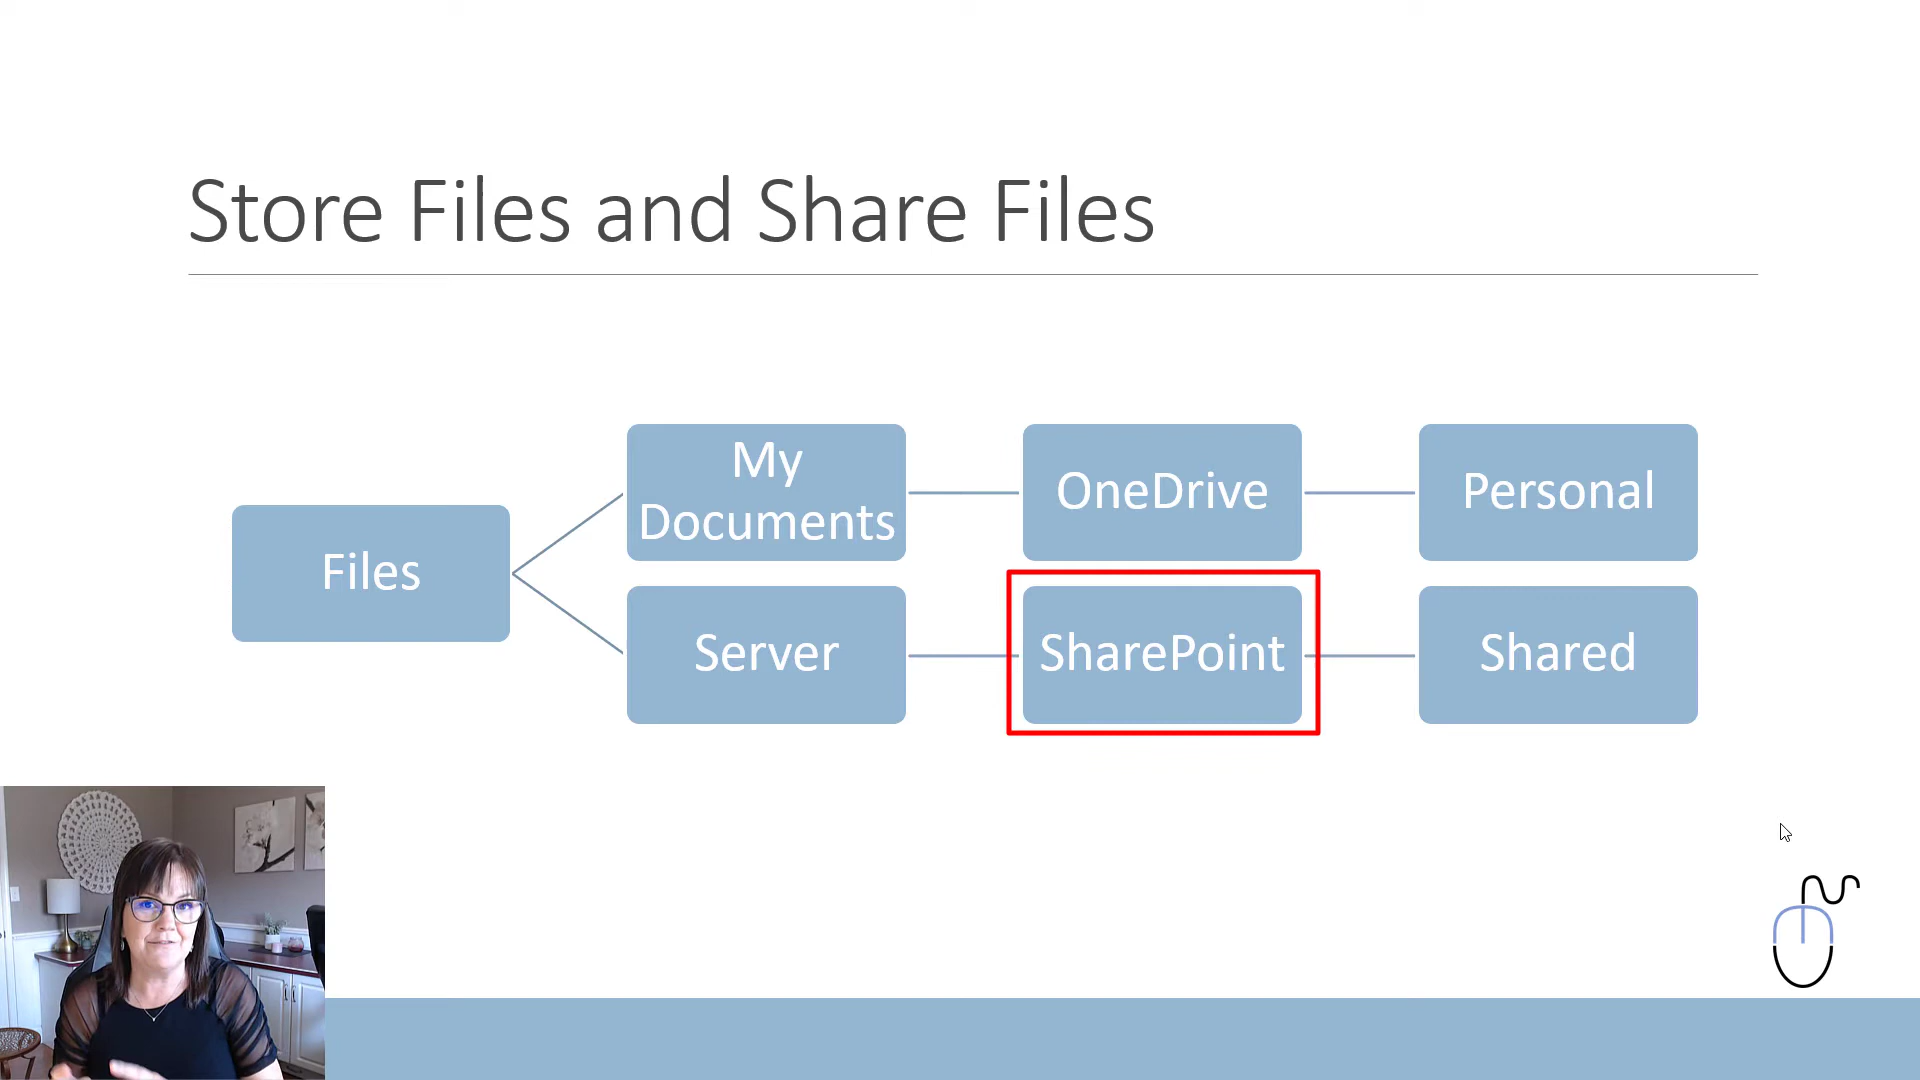 Store Files and Share Files
Files
My
Documents
OneDrive
Personal
Server
SharePoint
Shared